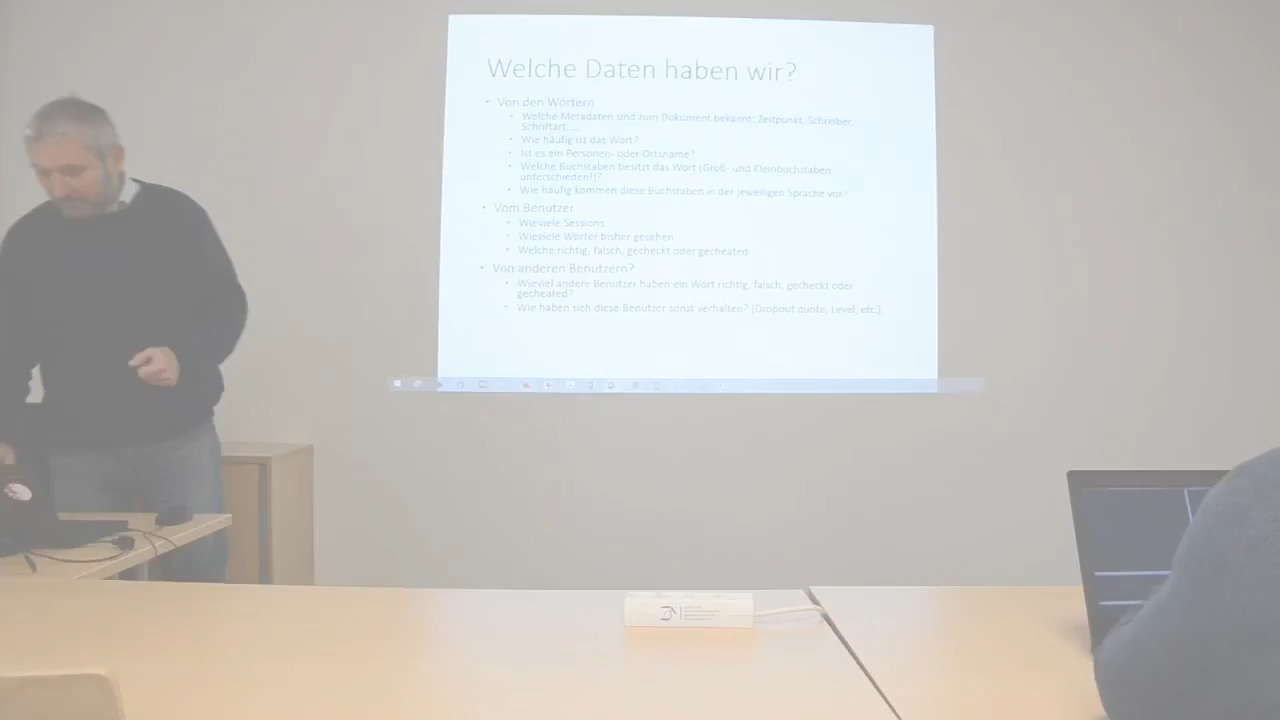 Welche Daten haben wir?
• Von den Wörtern
• Welche Metadaten sind zum Dokument bekannt: Zeitpunkt, Schreiber,
Schriftart, ...
• Wie häufig ist das Wort?
• Ist es ein Personen- oder Ortsname?
• Welche Buchstaben besitzt das Wort (Groß- und Kleinbuchstaben
unterschieden!)?
• Wie häufig kommen diese Buchstaben in der jeweiligen Sprache vor?
• Vom Benutzer
• Wieviele Sessions
• Wieviele Wörter bisher gesehen
• Welche richtig, falsch, gecheckt oder gecheated
• Von anderen Benutzern?
• Wieviel andere Benutzer haben ein Wort richtig, falsch, gecheckt oder
gecheated?
• Wie haben sich diese Benutzer sonst verhalten? (Dropout quote, Level, etc.)